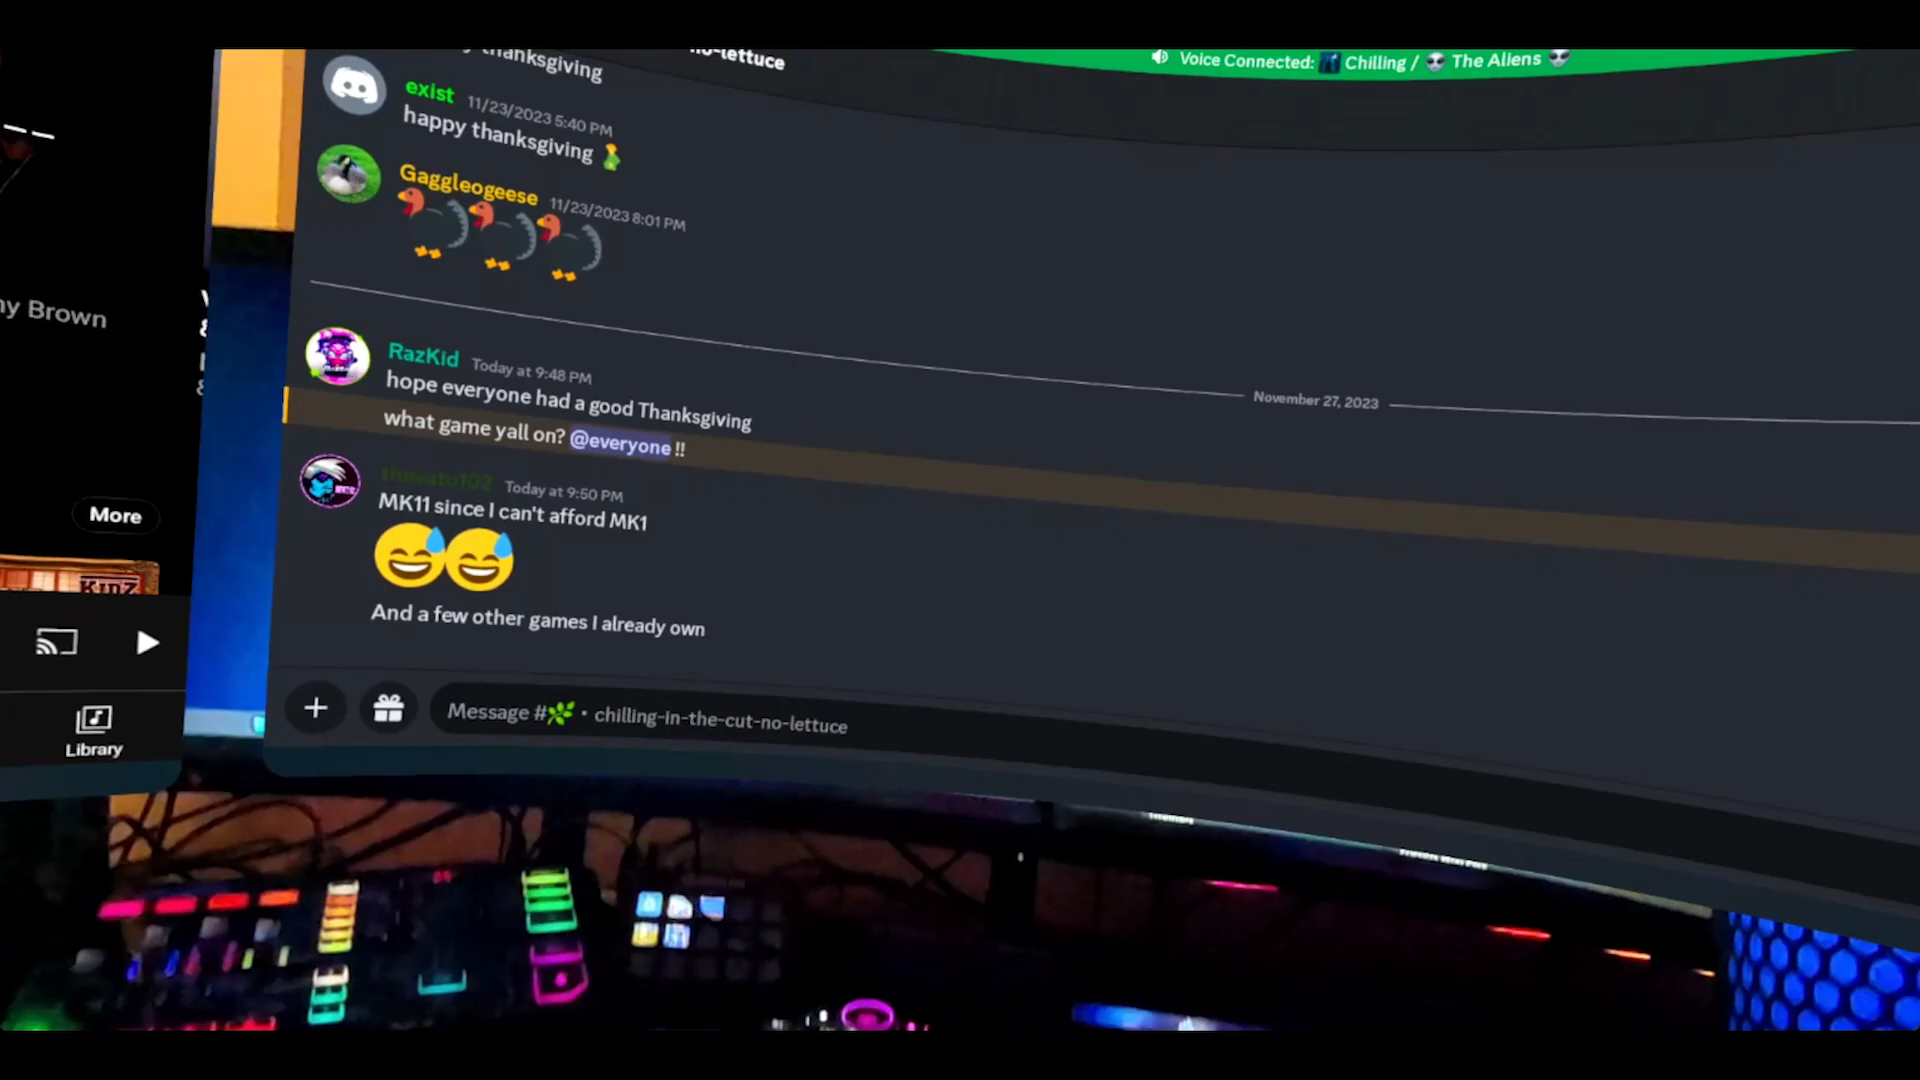 thanksgiving
no-lettuce
Voice Connected: Chilling / 👽 The Aliens 👽
exist 11/23/2023 5:40 PM
happy thanksgiving
Gaggleogeese 11/23/2023 8:01 PM
🦃🦃🦃
ny Brown
November 27, 2023
RazKid Today at 9:48 PM
hope everyone had a good Thanksgiving
what game yall on? @everyone !!
thevato102 Today at 9:50 PM
MK11 since I can't afford MK1
😅😅
And a few other games I already own
More
KIDZ
Library
Message #🌿・chilling-in-the-cut-no-lettuce